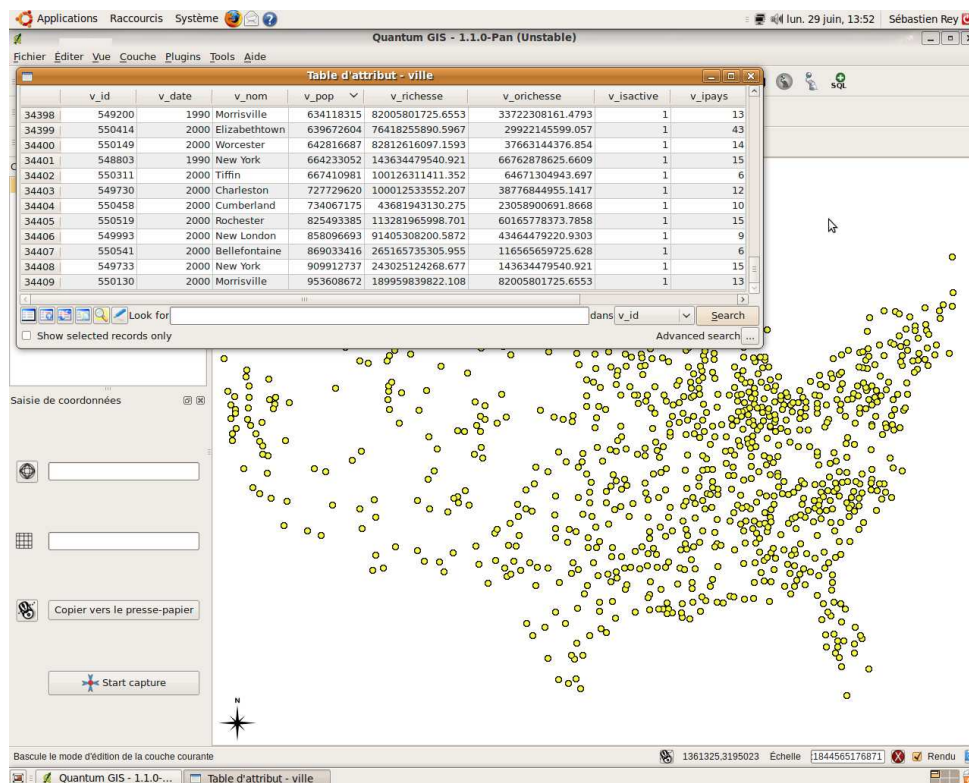 Applications Raccourcis Système lun. 29 juin, 13:52 Sébastien Rey
Quantum GIS - 1.1.0-Pan (Unstable)
Fichier Éditer Vue Couche Plugins Tools Aide
Table d'attribut - ville
SQL
v_id v_date v_nom v_pop v_richesse v_orichesse v_isactive v_ipays
34398 549200 1990 Morrisville 634118315 82005801725.6553 33722308161.4793 1 13
34399 550414 2000 Elizabethtown 639672604 76418255890.5967 29922145599.057 1 43
34400 550149 2000 Worcester 642816687 82812616097.1593 37663144376.854 1 14
34401 548803 1990 New York 664233052 143634479540.921 66762878625.6609 1 15
34402 550311 2000 Tiffin 667410981 100126311411.352 64671304943.697 1 6
34403 549730 2000 Charleston 727729620 100012533552.207 38776844955.1417 1 12
34404 550458 2000 Cumberland 734067175 43681943130.275 23058900691.8668 1 10
34405 550519 2000 Rochester 825493385 113281965998.701 60165778373.7858 1 15
34406 549993 2000 New London 858096693 91405308200.5872 43464479220.9303 1 9
34407 550541 2000 Bellefontaine 869033416 265165735305.955 116565659725.628 1 6
34408 549733 2000 New York 909912737 243025124268.677 143634479540.921 1 15
34409 550130 2000 Morrisville 953608672 189959839822.108 82005801725.6553 1 13
Look for dans v_id Search
Show selected records only Advanced search ...
Saisie de coordonnées
Copier vers le presse-papier
Start capture
N
Bascule le mode d'édition de la couche courante 1361325,3195023 Échelle 1844565176871 Rendu
Quantum GIS - 1.1.0-... Table d'attribut - ville